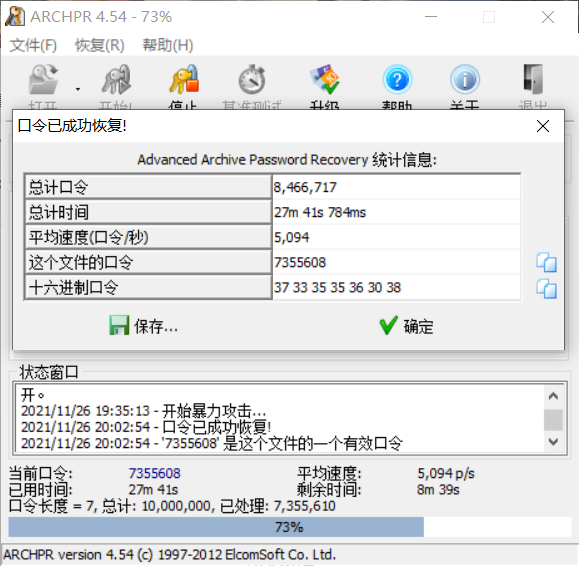 ARCHPR 4.54 - 73%
文件(F) 恢复(R) 帮助(H)
打开 开始! 停止 基准测试 升级 帮助 关于 退出
口令已成功恢复!
Advanced Archive Password Recovery 统计信息:
总计口令 8,466,717
总计时间 27m 41s 784ms
平均速度(口令/秒) 5,094
这个文件的口令 7355608
十六进制口令 37 33 35 35 36 30 38
保存... 确定
状态窗口
开。
2021/11/26 19:35:13 - 开始暴力攻击...
2021/11/26 20:02:54 - 口令已成功恢复!
2021/11/26 20:02:54 - '7355608' 是这个文件的一个有效口令
当前口令: 7355608 平均速度: 5,094 p/s
已用时间: 27m 41s 剩余时间: 8m 39s
口令长度 = 7, 总计: 10,000,000, 已处理: 7,355,610
73%
ARCHPR version 4.54 (c) 1997-2012 ElcomSoft Co. Ltd.